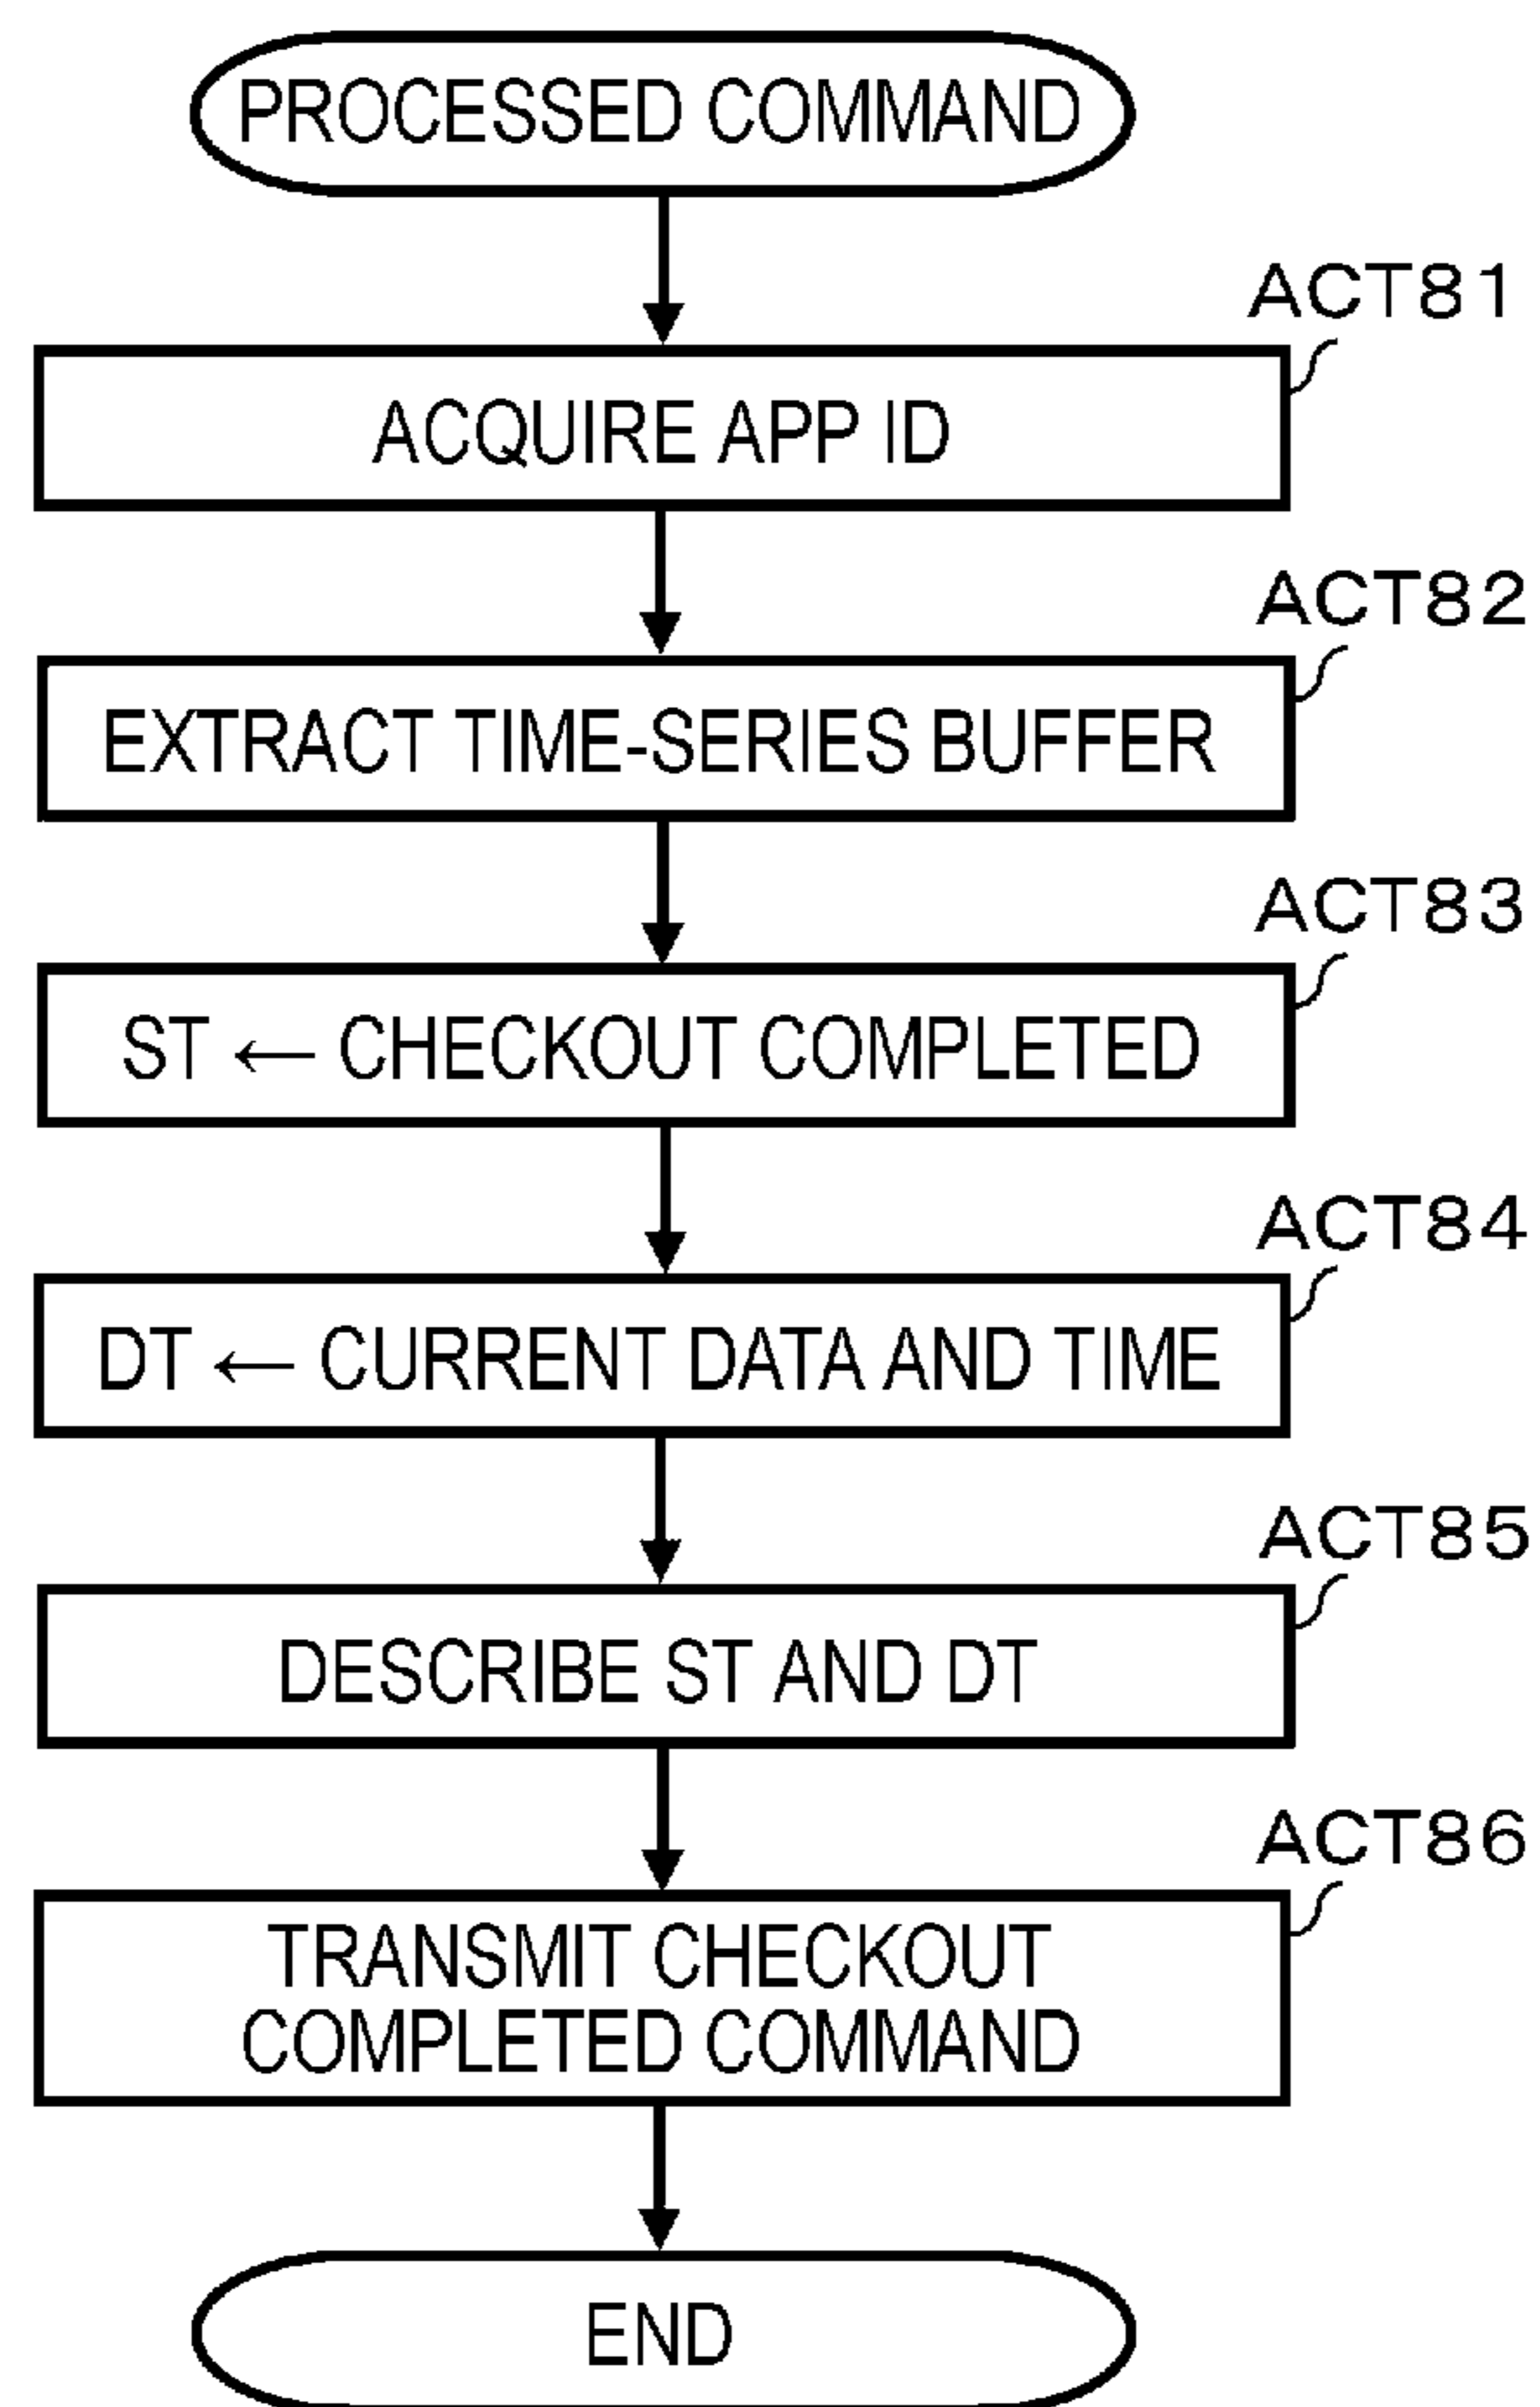 PROCESSED COMMAND
ACT81
ACQUIRE APP ID
ACT82
EXTRACT TIME-SERIES BUFFER
ACT83
ST ← CHECKOUT COMPLETED
ACT84
DT ← CURRENT DATA AND TIME
ACT85
DESCRIBE ST AND DT
ACT86
TRANSMIT CHECKOUT
COMPLETED COMMAND
END